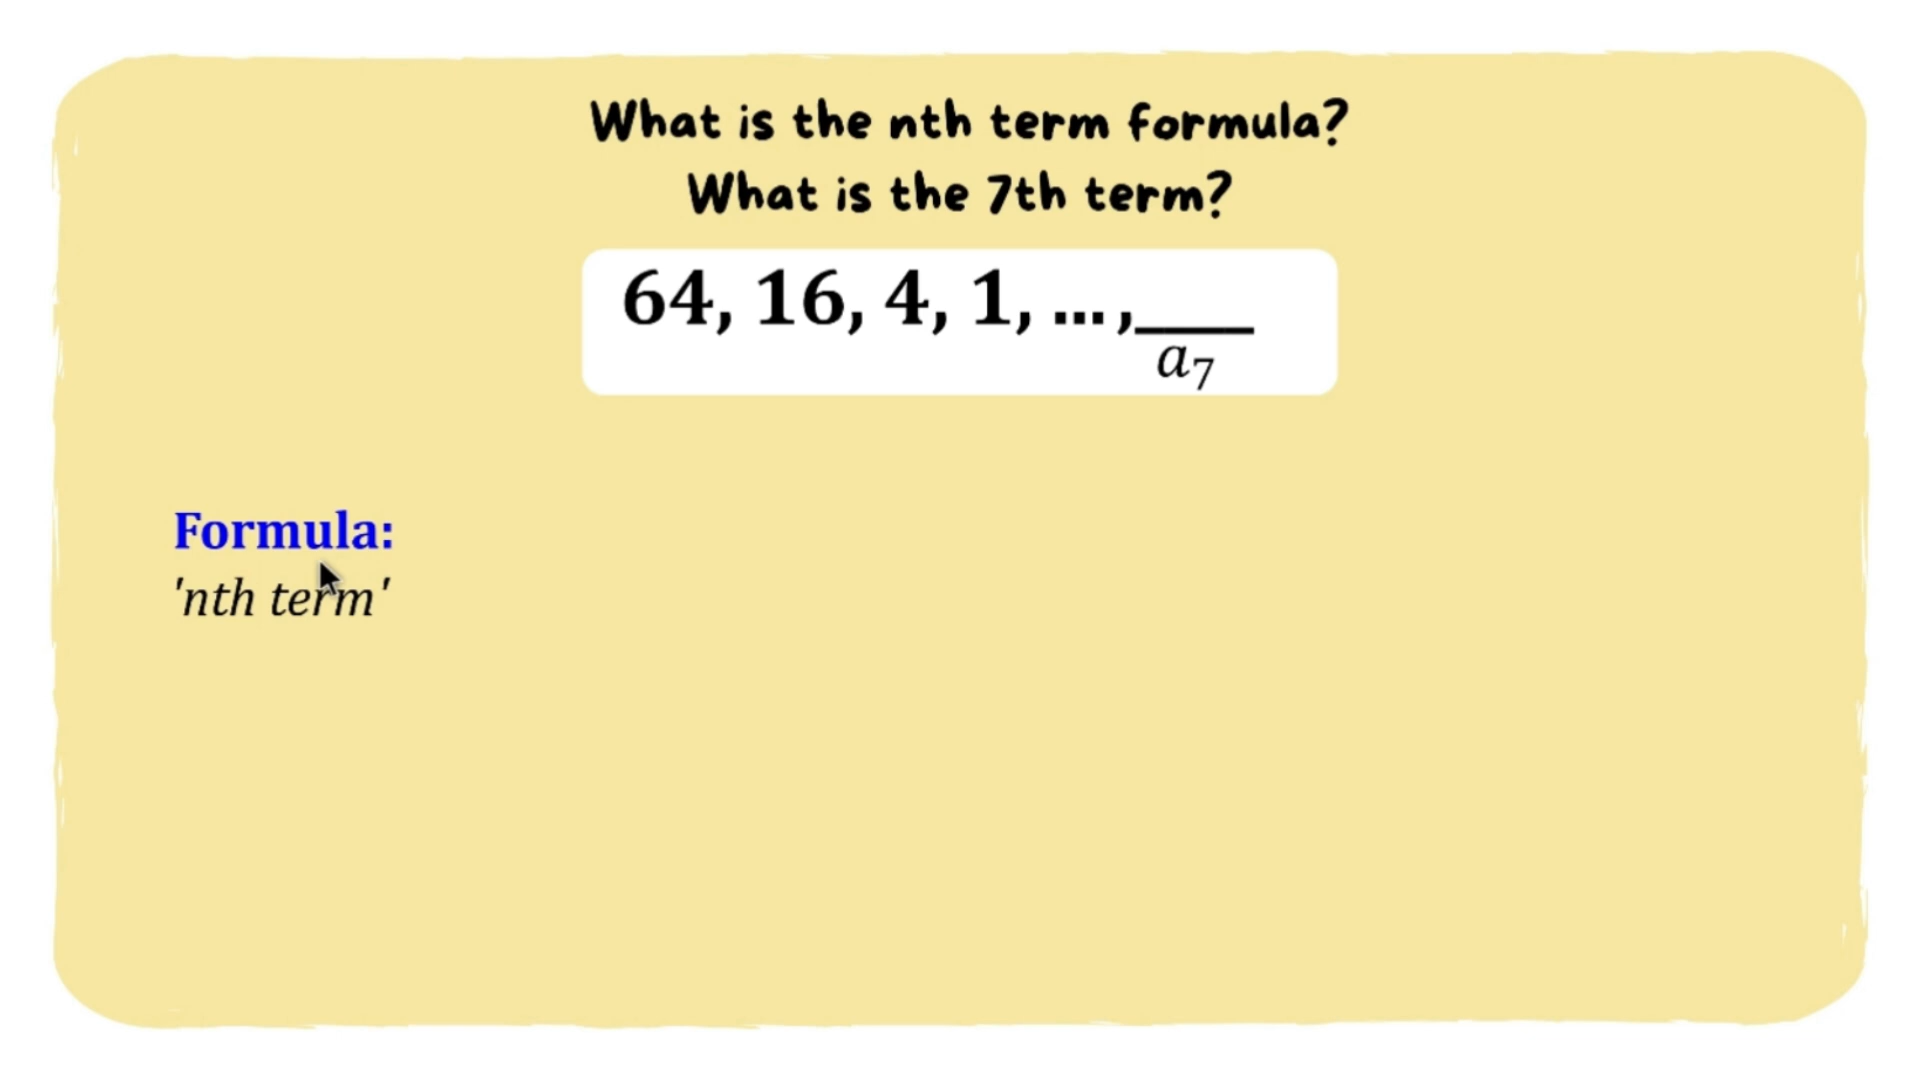 What is the nth term formula?
What is the 7th term?
64, 16, 4, 1, ... ,____
a₇
Formula:
'nth term'